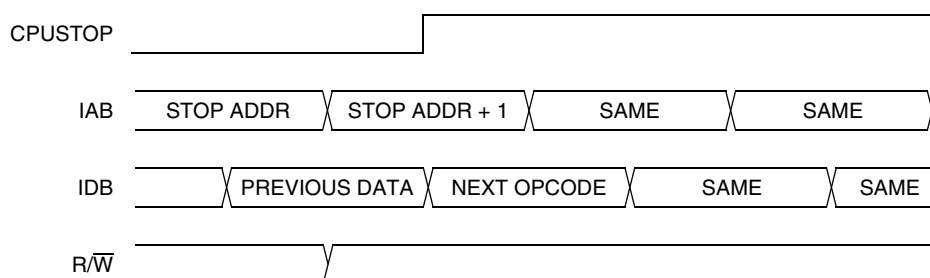 CPUSTOP
IAB STOP ADDR STOP ADDR + 1 SAME SAME
IDB PREVIOUS DATA NEXT OPCODE SAME SAME
R/W̅